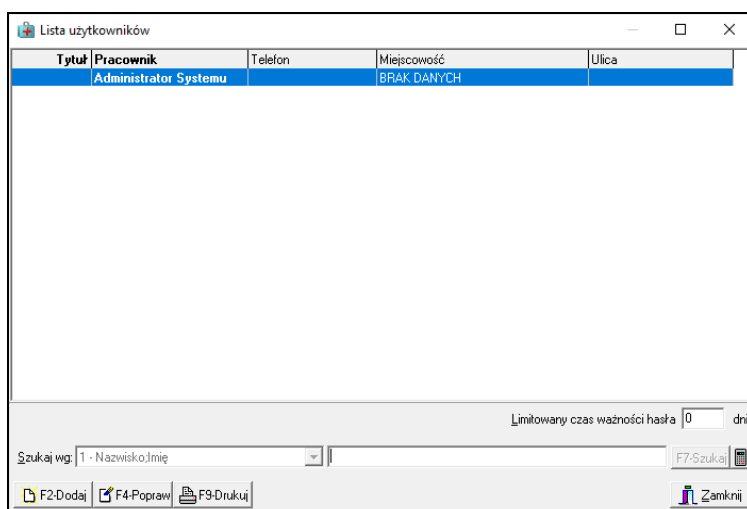 Lista użytkowników
Tytuł Pracownik Telefon Miejscowość Ulica
Administrator Systemu BRAK DANYCH
Limitowany czas ważności hasła 0 dni
Szukaj wg: 1 - Nazwisko;Imię F7-Szukaj
F2-Dodaj F4-Popraw F9-Drukuj Zamknij